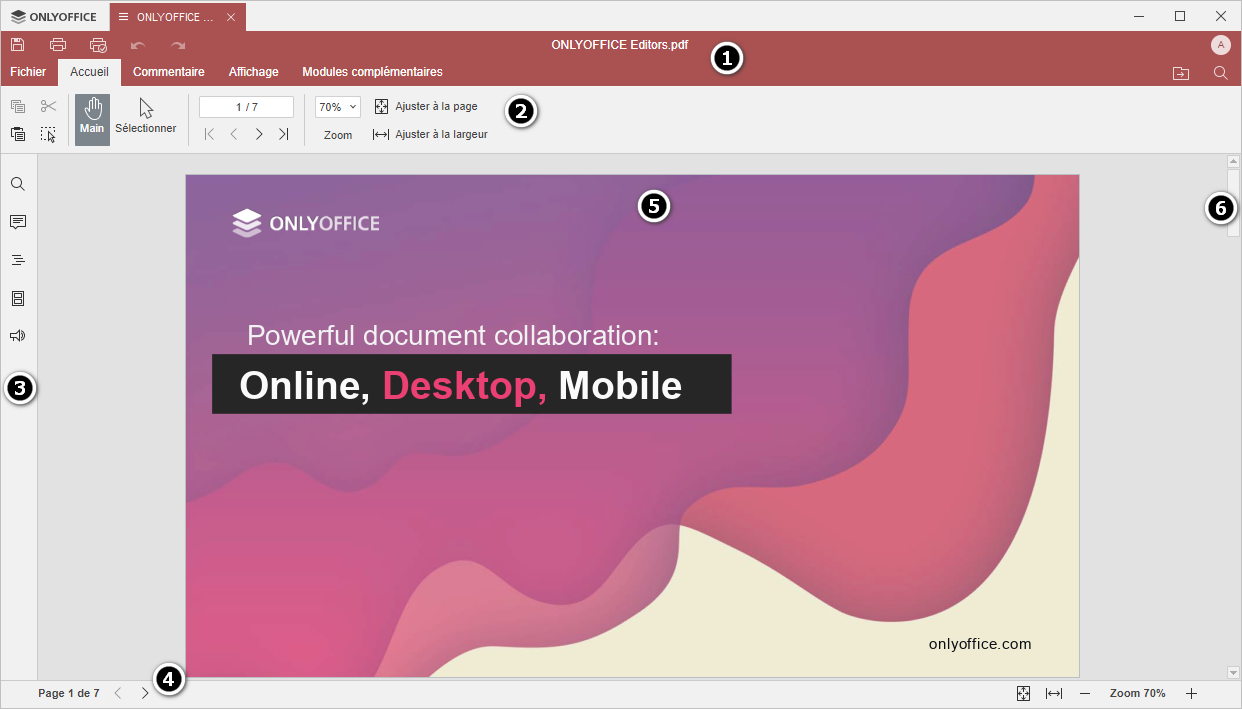 ONLYOFFICE
ONLYOFFICE ...
ONLYOFFICE Editors.pdf
A
1
Fichier Accueil Commentaire Affichage Modules complémentaires
Main
Sélectionner
1 / 7
70%
Zoom
Ajuster à la page
Ajuster à la largeur
2
5
6
ONLYOFFICE
Powerful document collaboration:
Online, Desktop, Mobile
3
onlyoffice.com
4
Page 1 de 7
Zoom 70%